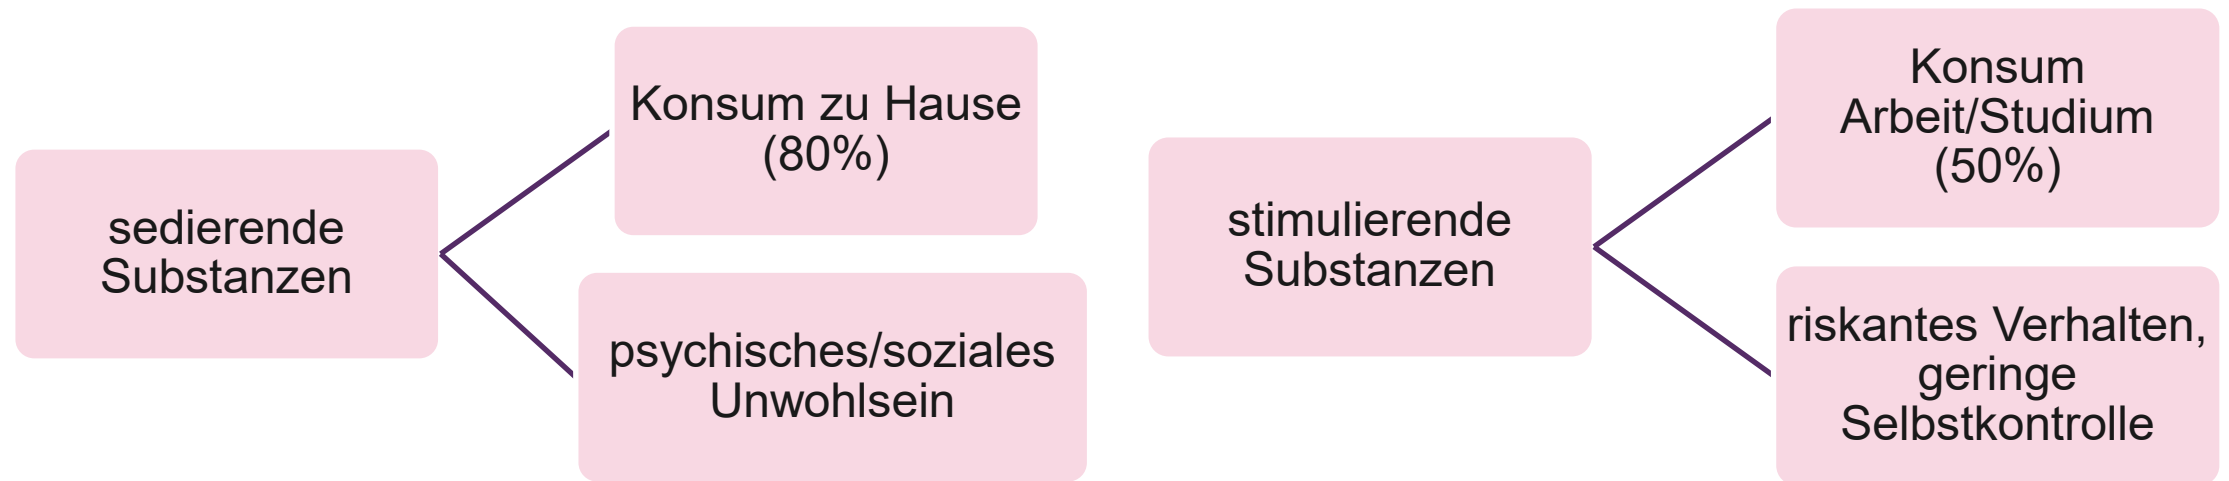 sedierende
Substanzen
Konsum zu Hause
(80%)
psychisches/soziales
Unwohlsein
stimulierende
Substanzen
Konsum
Arbeit/Studium
(50%)
riskantes Verhalten,
geringe
Selbstkontrolle